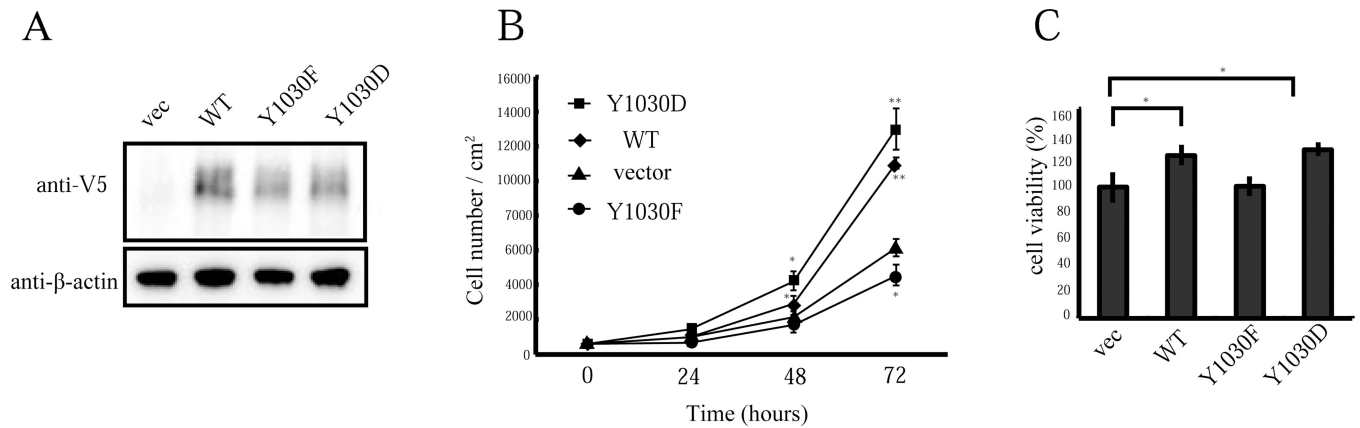 A
vec
WT
Y1030F
Y1030D
anti-V5
anti-β-actin
B
16000
14000
12000
10000
7000
6000
4000
2000
0
Cell number / cm²
Y1030D
WT
vector
Y1030F
*
*
**
**
*
0
24
48
72
Time (hours)
C
*
*
160
140
120
100
80
60
40
20
0
cell viability (%)
vec
WT
Y1030F
Y1030D